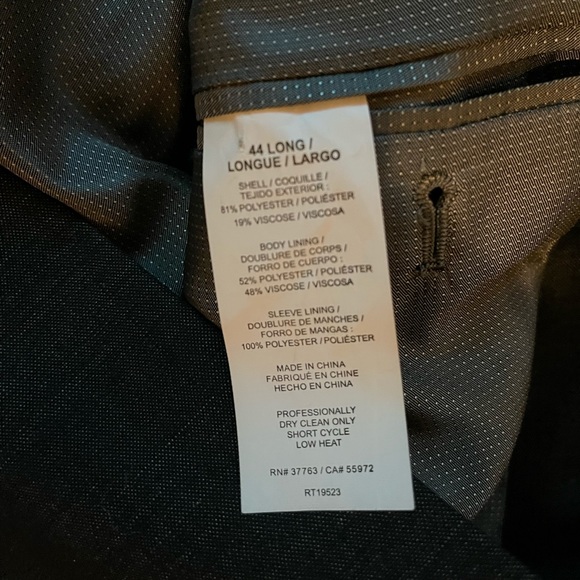 44 LONG /
LONGUE / LARGO
SHELL / COQUILLE /
TEJIDO EXTERIOR :
81% POLYESTER / POLIÉSTER
19% VISCOSE / VISCOSA
BODY LINING /
DOUBLURE DE CORPS /
FORRO DE CUERPO :
52% POLYESTER / POLIÉSTER
48% VISCOSE / VISCOSA
SLEEVE LINING /
DOUBLURE DE MANCHES /
FORRO DE MANGAS :
100% POLYESTER / POLIÉSTER
MADE IN CHINA
FABRIQUÉ EN CHINE
HECHO EN CHINA
PROFESSIONALLY
DRY CLEAN ONLY
SHORT CYCLE
LOW HEAT
RN# 37763 / CA# 55972
RT19523